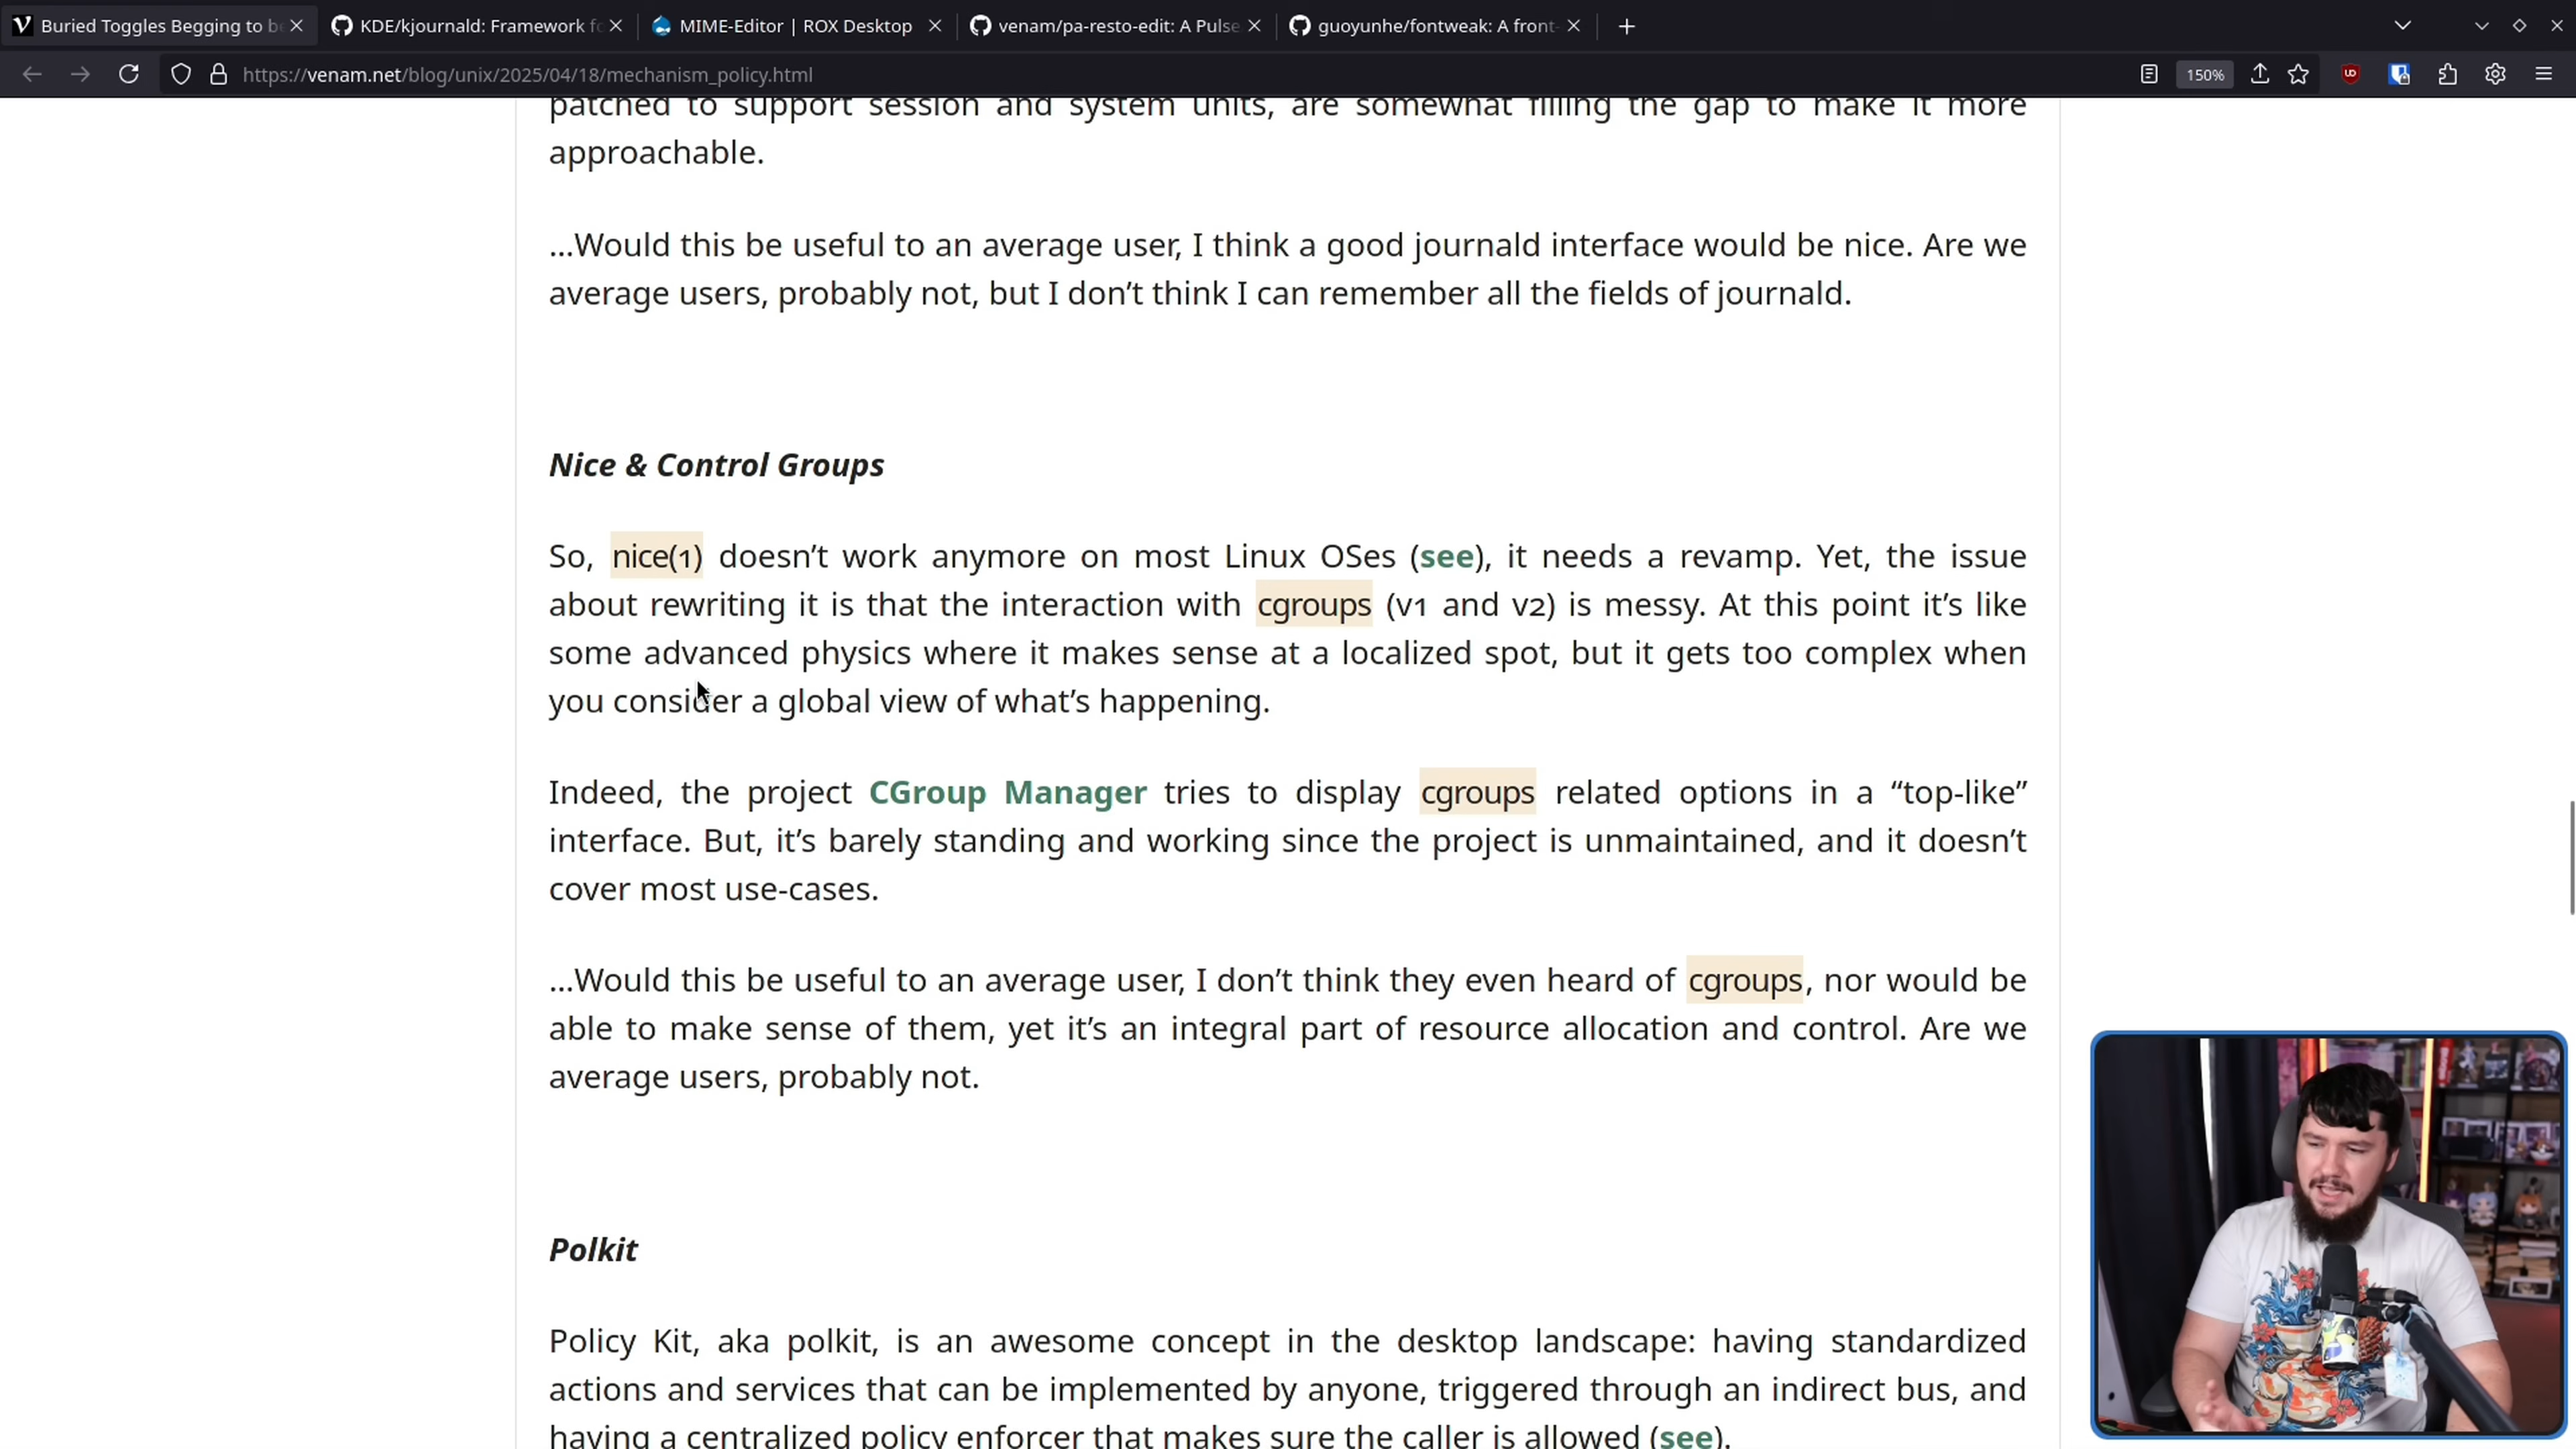 Buried Toggles Begging to be
KDE/kjournald: Framework fo
MIME-Editor | ROX Desktop
venam/pa-resto-edit: A Pulse
guoyunhe/fontweak: A front-
https://venam.net/blog/unix/2025/04/18/mechanism_policy.html
150%
patched to support session and system units, are somewhat filling the gap to make it more
approachable.
…Would this be useful to an average user, I think a good journald interface would be nice. Are we
average users, probably not, but I don’t think I can remember all the fields of journald.
Nice & Control Groups
So, nice(1) doesn’t work anymore on most Linux OSes (see), it needs a revamp. Yet, the issue
about rewriting it is that the interaction with cgroups (v1 and v2) is messy. At this point it’s like
some advanced physics where it makes sense at a localized spot, but it gets too complex when
you consider a global view of what’s happening.
Indeed, the project CGroup Manager tries to display cgroups related options in a “top-like”
interface. But, it’s barely standing and working since the project is unmaintained, and it doesn’t
cover most use-cases.
…Would this be useful to an average user, I don’t think they even heard of cgroups, nor would be
able to make sense of them, yet it’s an integral part of resource allocation and control. Are we
average users, probably not.
Polkit
Policy Kit, aka polkit, is an awesome concept in the desktop landscape: having standardized
actions and services that can be implemented by anyone, triggered through an indirect bus, and
having a centralized policy enforcer that makes sure the caller is allowed (see).